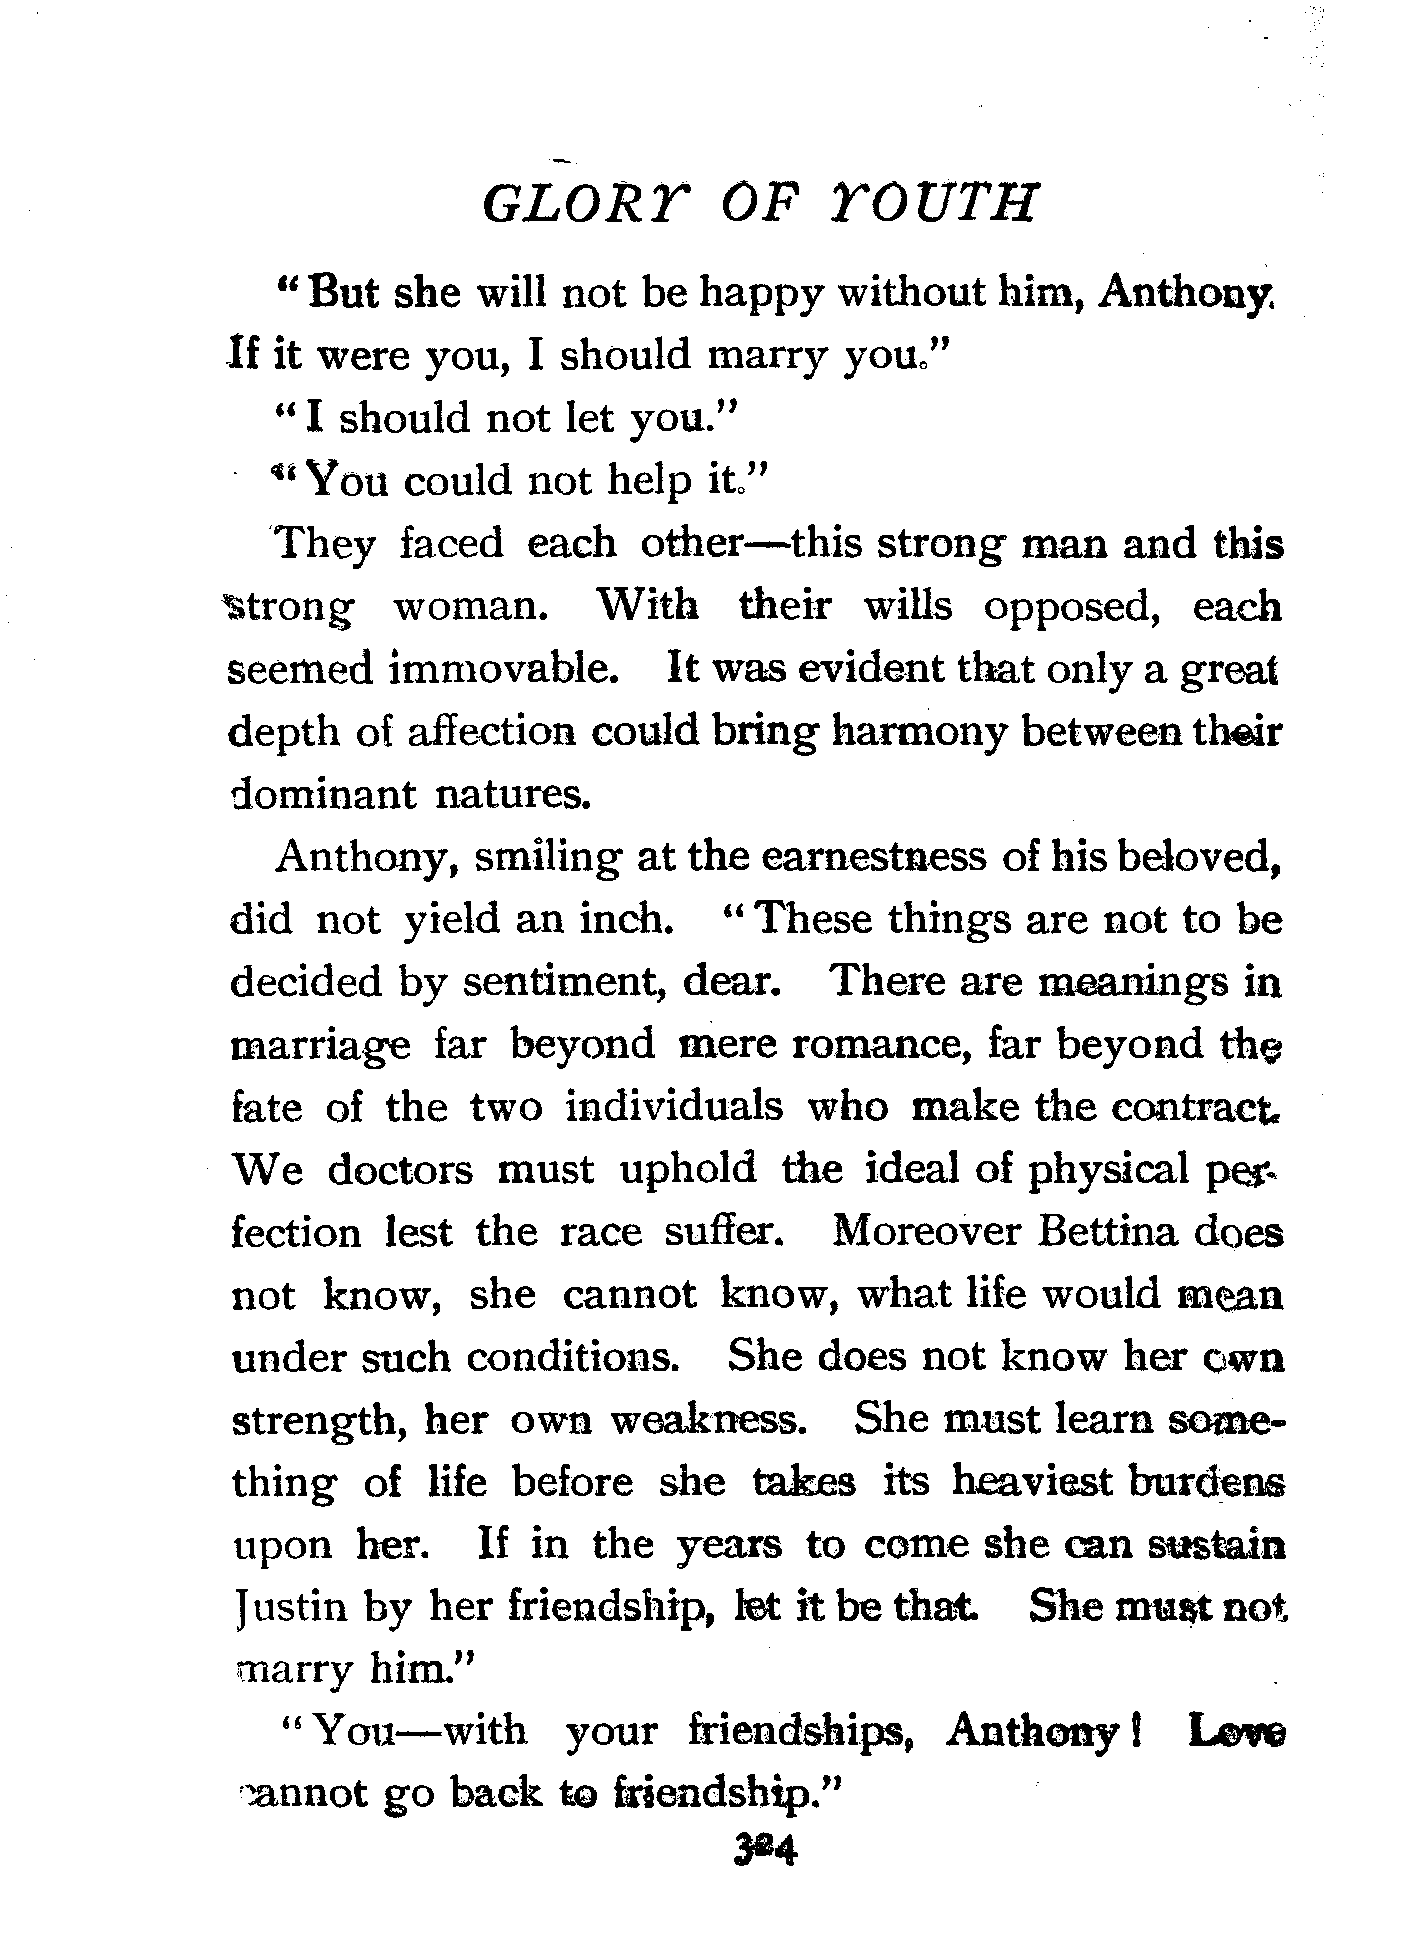 GLORY OF YOUTH
“But she will not be happy without him, Anthony.
If it were you, I should marry you.”
“I should not let you.”
“You could not help it.”
They faced each other—this strong man and this
strong woman. With their wills opposed, each
seemed immovable. It was evident that only a great
depth of affection could bring harmony between their
dominant natures.
Anthony, smiling at the earnestness of his beloved,
did not yield an inch. “These things are not to be
decided by sentiment, dear. There are meanings in
marriage far beyond mere romance, far beyond the
fate of the two individuals who make the contract.
We doctors must uphold the ideal of physical per-
fection lest the race suffer. Moreover Bettina does
not know, she cannot know, what life would mean
under such conditions. She does not know her own
strength, her own weakness. She must learn some-
thing of life before she takes its heaviest burdens
upon her. If in the years to come she can sustain
Justin by her friendship, let it be that. She must not
marry him.”
“You—with your friendships, Anthony! Love
cannot go back to friendship.”